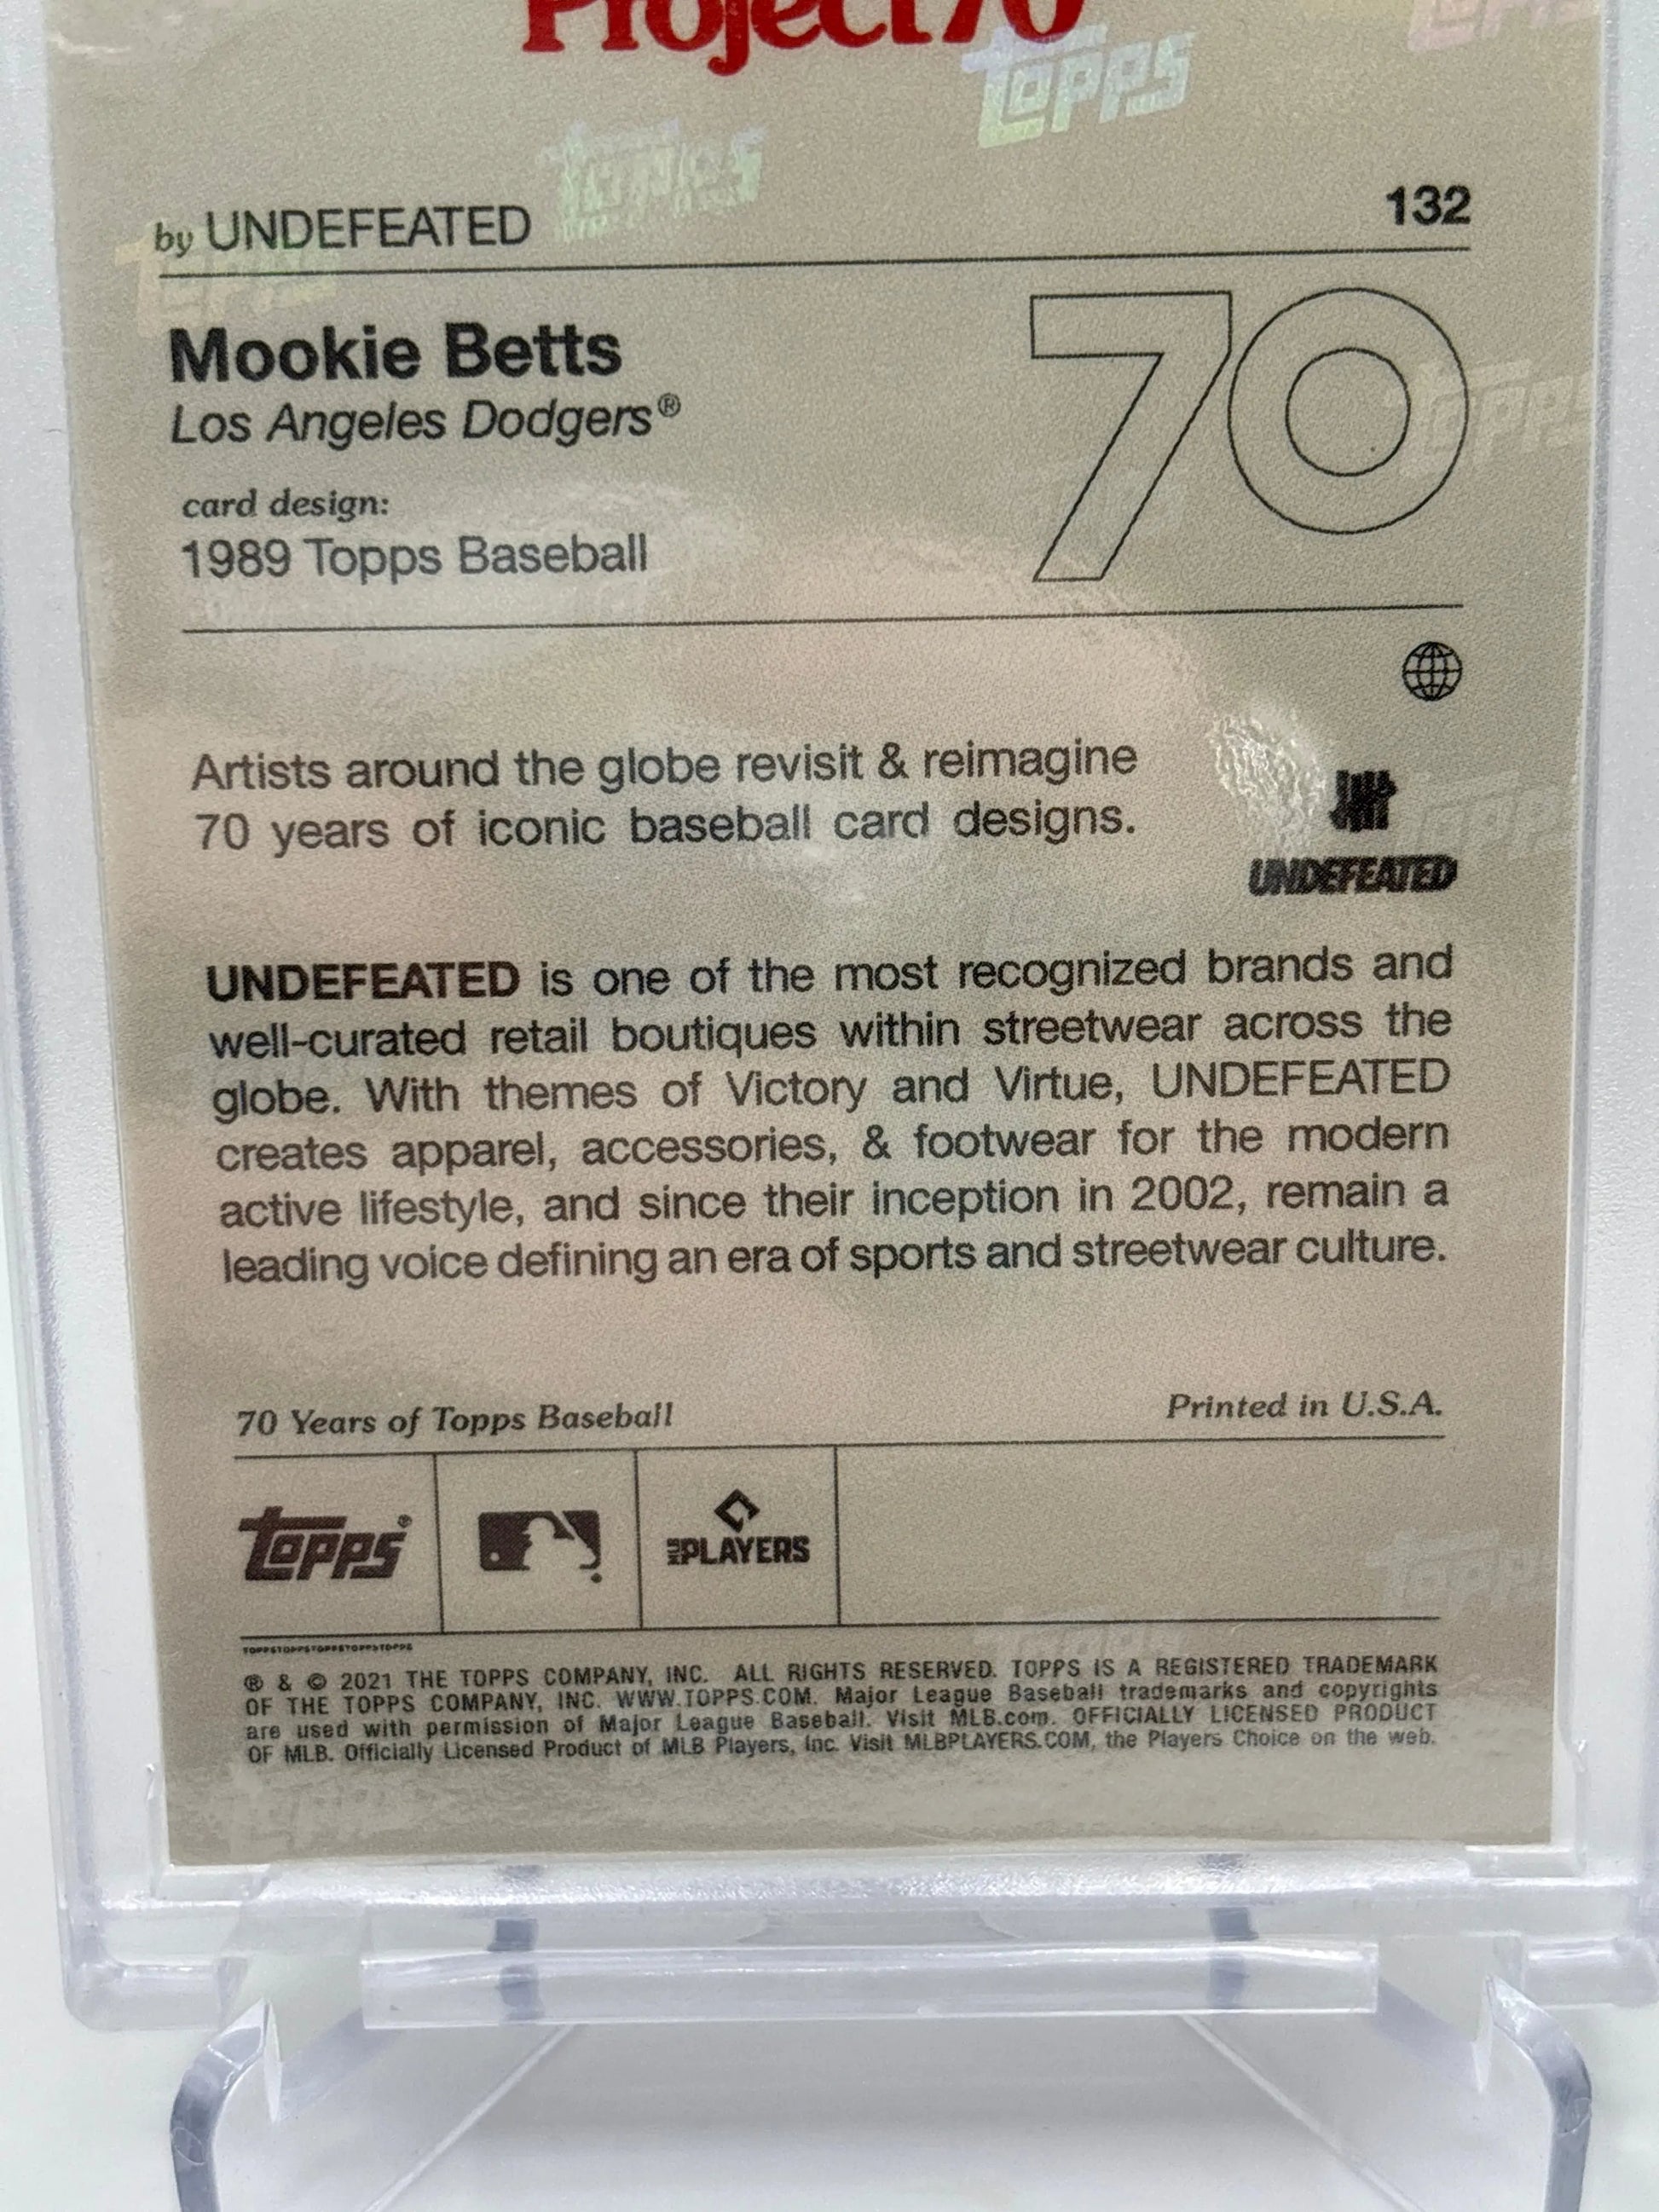 Project70
TOPPS
by UNDEFEATED
132
Mookie Betts
Los Angeles Dodgers®
card design:
1989 Topps Baseball
70
Artists around the globe revisit & reimagine
70 years of iconic baseball card designs.
UNDEFEATED
UNDEFEATED is one of the most recognized brands and
well-curated retail boutiques within streetwear across the
globe. With themes of Victory and Virtue, UNDEFEATED
creates apparel, accessories, & footwear for the modern
active lifestyle, and since their inception in 2002, remain a
leading voice defining an era of sports and streetwear culture.
70 Years of Topps Baseball
Printed in U.S.A.
TOPPS®
MLB PLAYERS
TOPPSTOPPSTOPPSTOPPSTOPPS
® & © 2021 THE TOPPS COMPANY, INC. ALL RIGHTS RESERVED. TOPPS IS A REGISTERED TRADEMARK
OF THE TOPPS COMPANY, INC. WWW.TOPPS.COM. Major League Baseball trademarks and copyrights
are used with permission of Major League Baseball. Visit MLB.com. OFFICIALLY LICENSED PRODUCT
OF MLB. Officially Licensed Product of MLB Players, Inc. Visit MLBPLAYERS.COM, the Players Choice on the web.